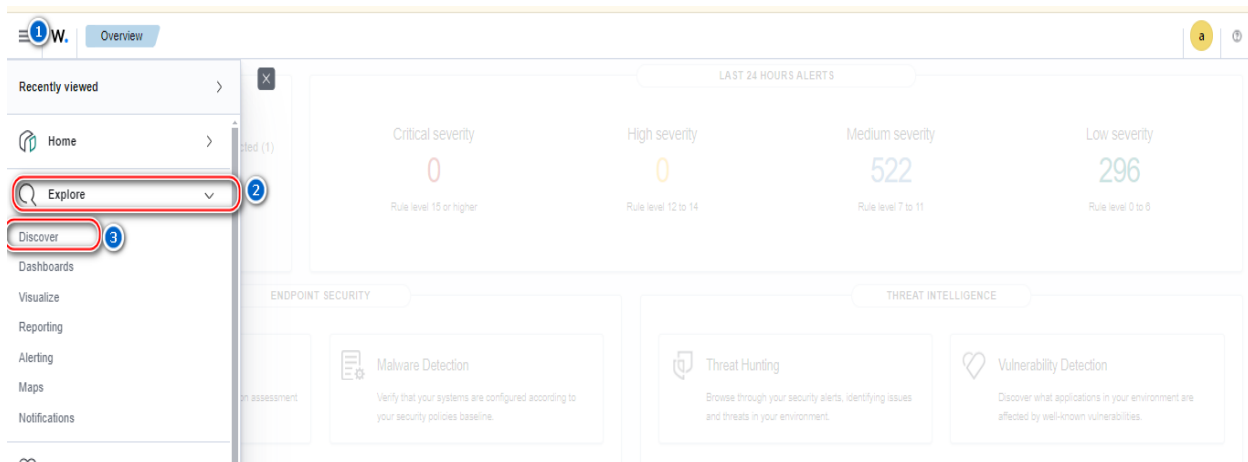 1 W. Overview a
Recently viewed
Home
Explore 2
Discover 3
Dashboards
Visualize
Reporting
Alerting
Maps
Notifications
cted (1)
LAST 24 HOURS ALERTS
Critical severity
0
Rule level 15 or higher
High severity
0
Rule level 12 to 14
Medium severity
522
Rule level 7 to 11
Low severity
296
Rule level 0 to 6
ENDPOINT SECURITY
on assessment
Malware Detection
Verify that your systems are configured according to
your security policies baseline.
THREAT INTELLIGENCE
Threat Hunting
Browse through your security alerts, identifying issues
and threats in your environment.
Vulnerability Detection
Discover what applications in your environment are
affected by well-known vulnerabilities.